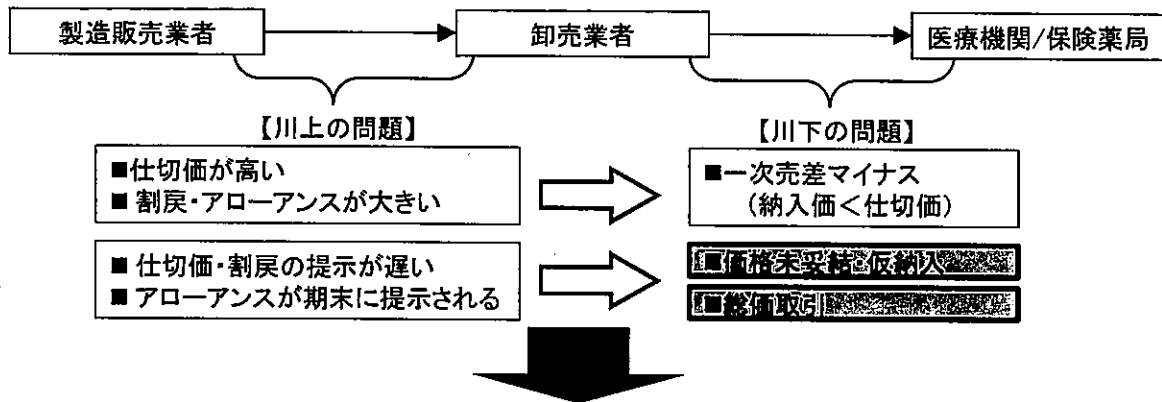 製造販売業者
卸売業者
医療機関/保険薬局
【川上の問題】
【川下の問題】
■仕切価が高い
■ 割戻・アローアンスが大きい
■一次売差マイナス
(納入価<仕切価)
■ 仕切価・割戻の提示が遅い
■ アローアンスが期末に提示される
■価格未妥結・仮納入
■総価取引